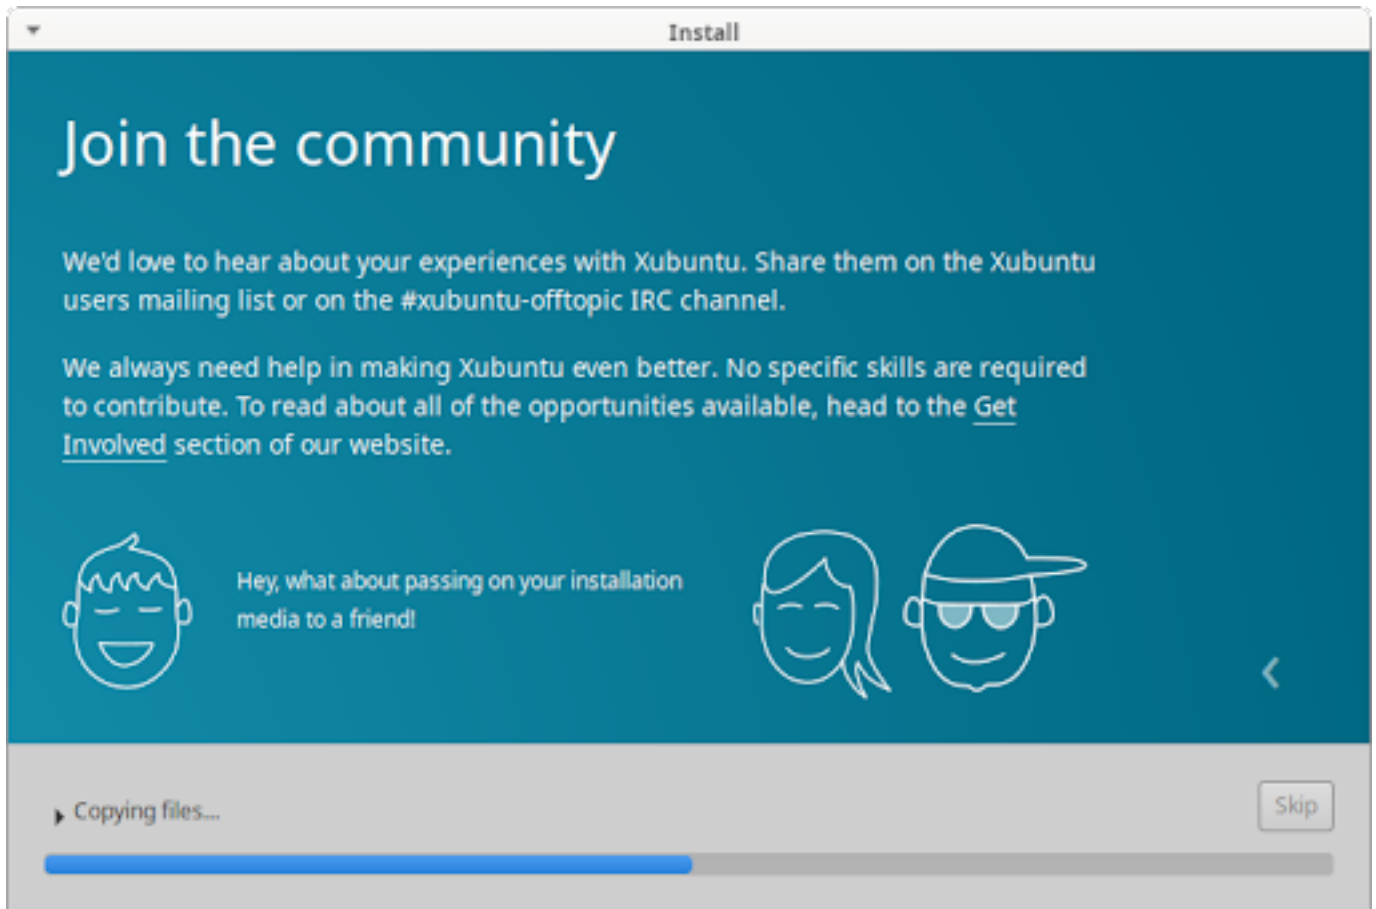 Install
Join the community
We'd love to hear about your experiences with Xubuntu. Share them on the Xubuntu
users mailing list or on the #xubuntu-offtopic IRC channel.
We always need help in making Xubuntu even better. No specific skills are required
to contribute. To read about all of the opportunities available, head to the Get
Involved section of our website.
Hey, what about passing on your installation
media to a friend!
Copying files...
Skip